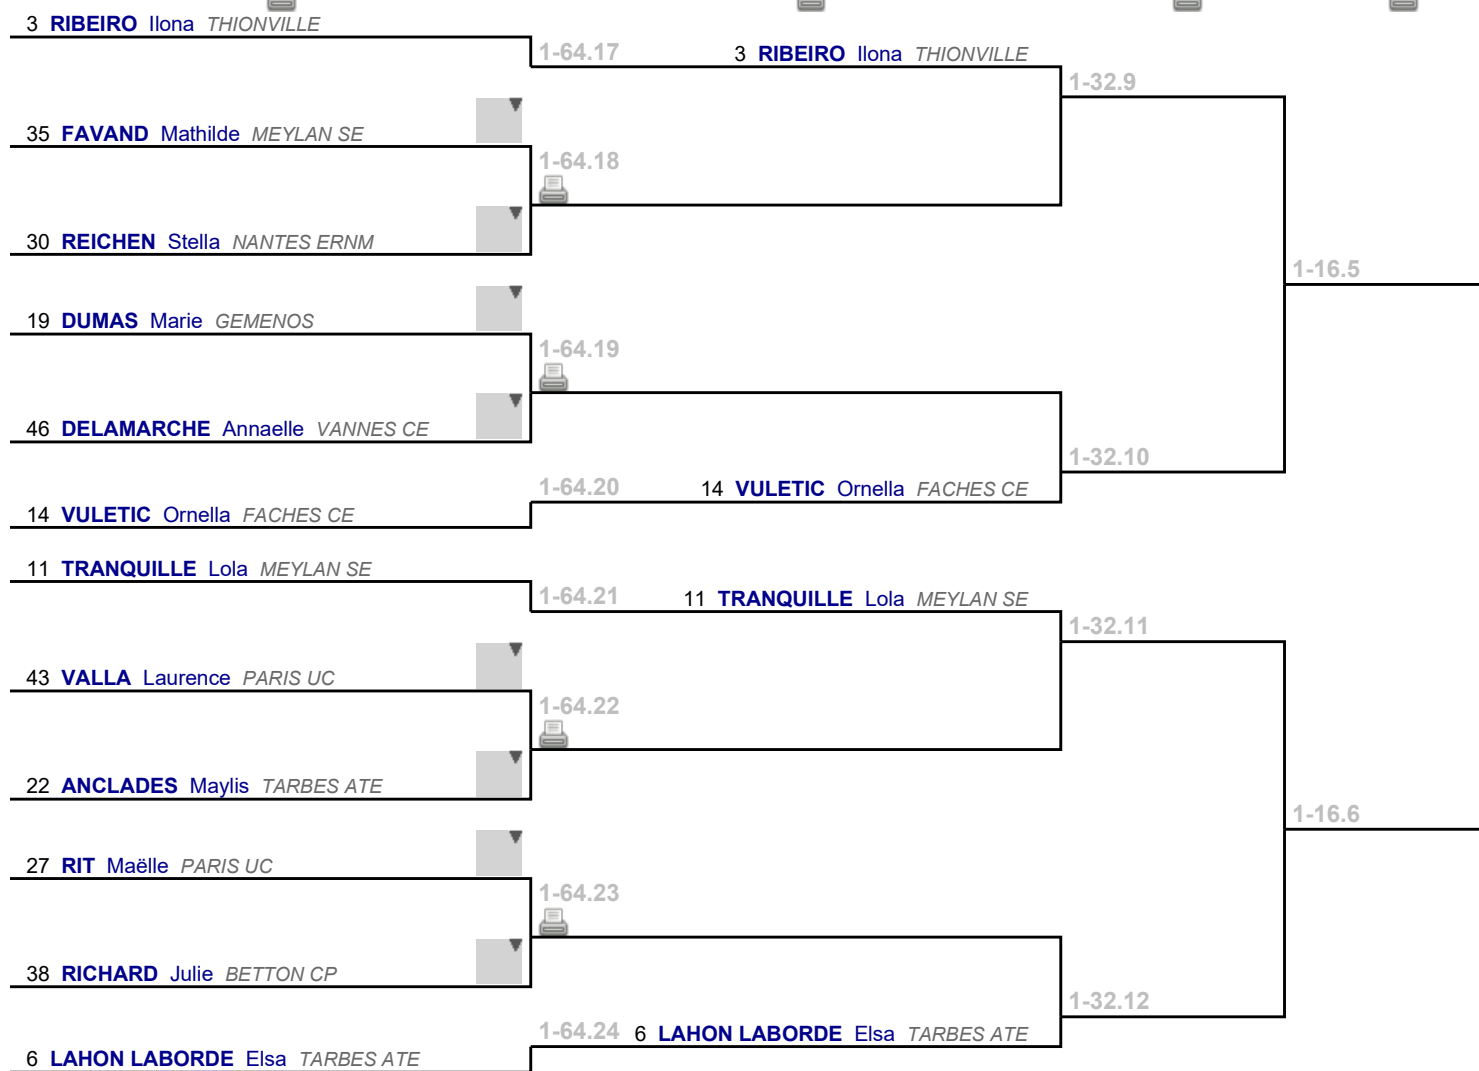 3 RIBEIRO Ilona THIONVILLE
1-64.17
3 RIBEIRO Ilona THIONVILLE
1-32.9
35 FAVAND Mathilde MEYLAN SE
1-64.18
30 REICHEN Stella NANTES ERNM
1-16.5
19 DUMAS Marie GEMENOS
1-64.19
46 DELAMARCHE Annaelle VANNES CE
1-32.10
1-64.20
14 VULETIC Ornella FACHES CE
14 VULETIC Ornella FACHES CE
11 TRANQUILLE Lola MEYLAN SE
1-64.21
11 TRANQUILLE Lola MEYLAN SE
1-32.11
43 VALLA Laurence PARIS UC
1-64.22
22 ANCLADES Maylis TARBES ATE
1-16.6
27 RIT Maëlle PARIS UC
1-64.23
38 RICHARD Julie BETTON CP
1-32.12
1-64.24
6 LAHON LABORDE Elsa TARBES ATE
6 LAHON LABORDE Elsa TARBES ATE